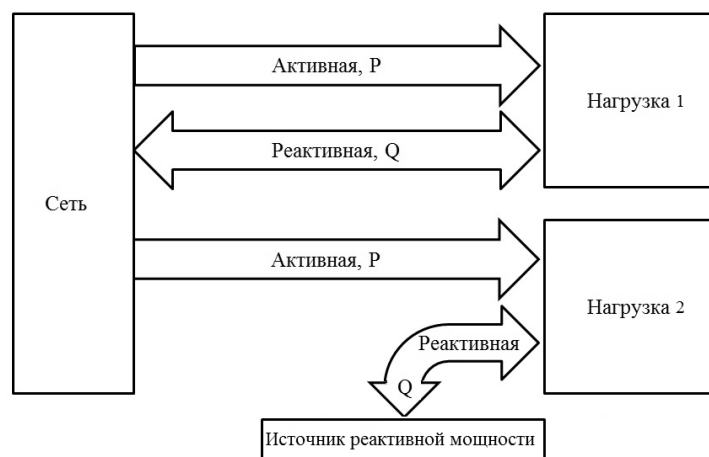 Активная, P
Нагрузка 1
Реактивная, Q
Сеть
Активная, P
Нагрузка 2
Реактивная
Q
Источник реактивной мощности